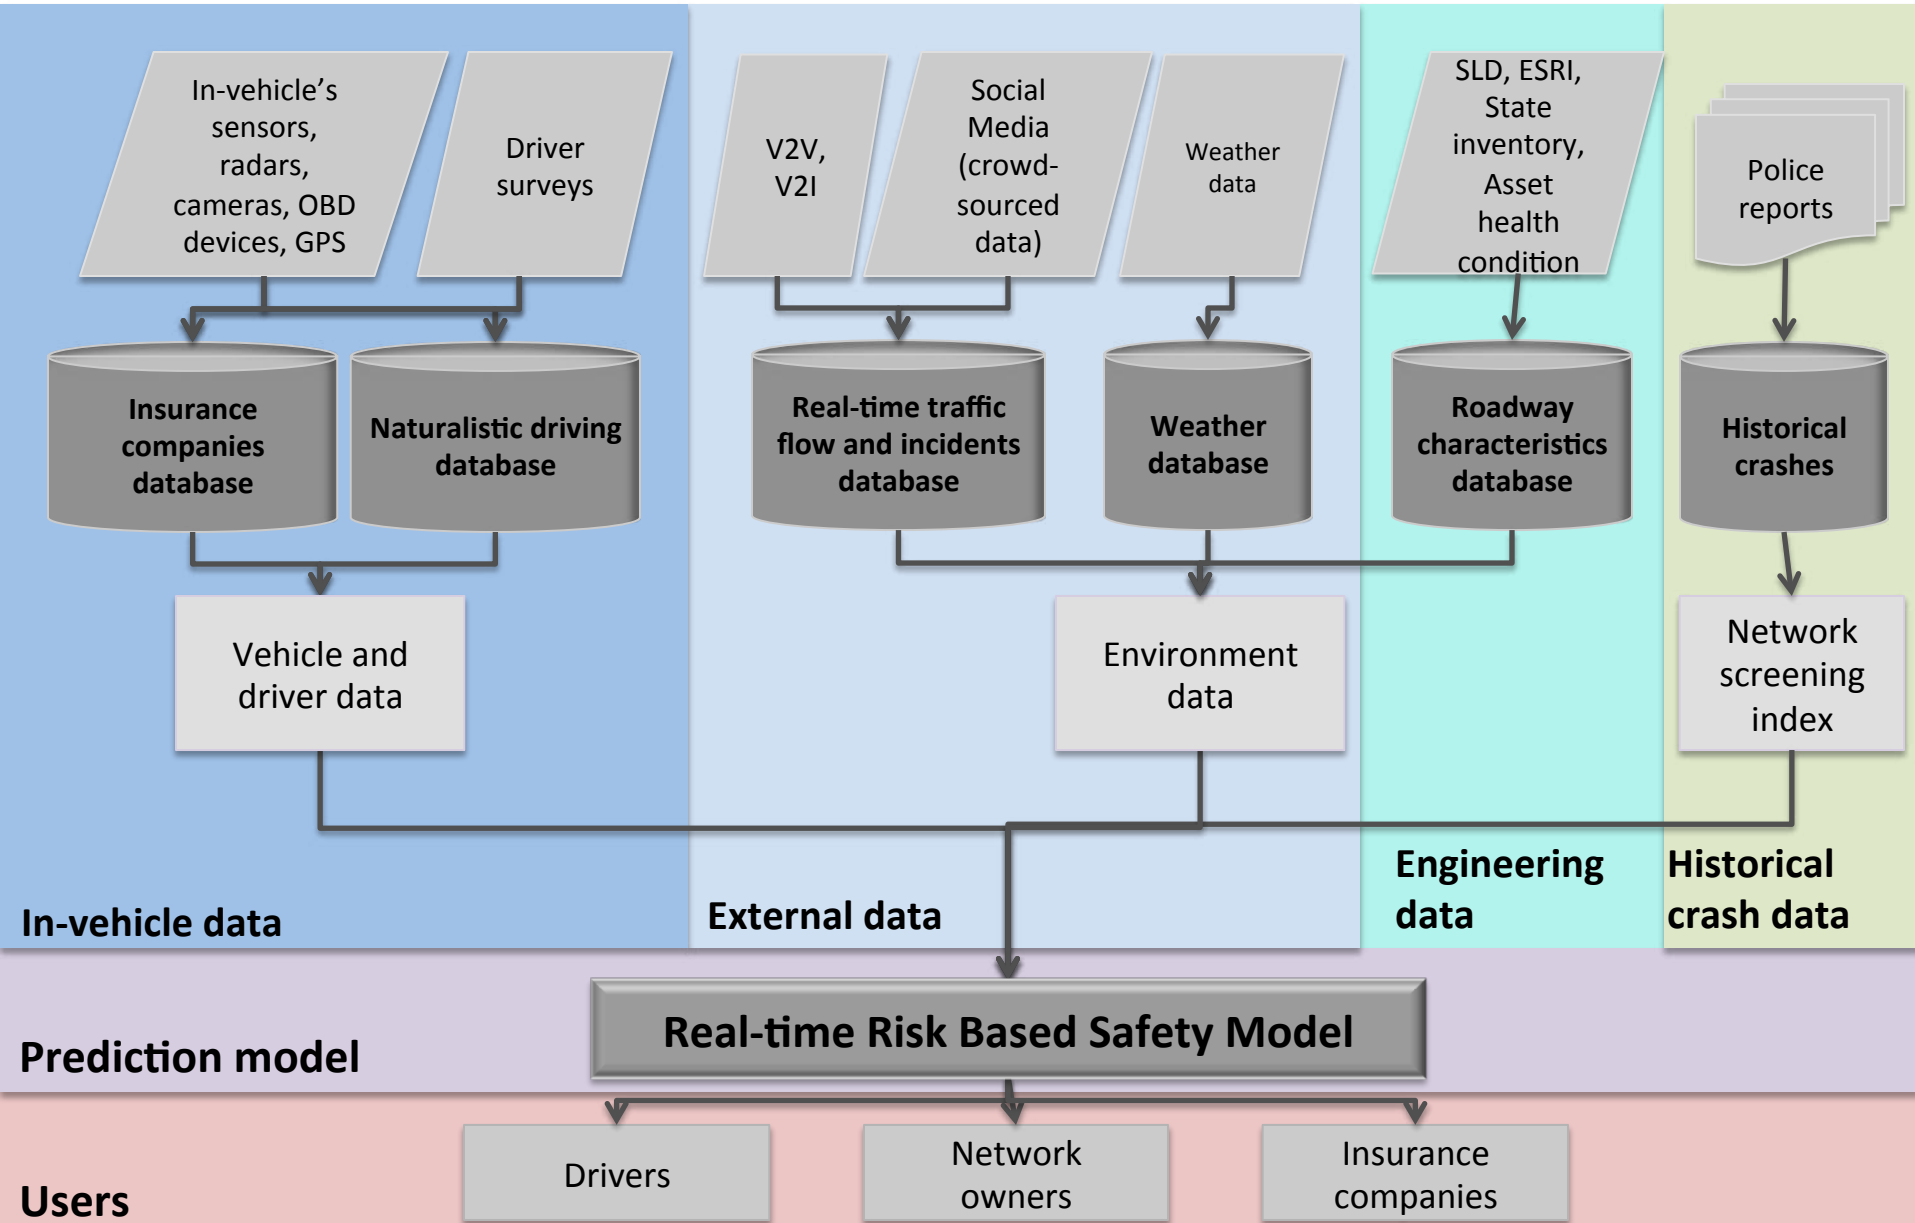 In-vehicle's
sensors,
radars,
cameras, OBD
devices, GPS
Driver
surveys
V2V,
V2I
Social
Media
(crowd-
sourced
data)
Weather
data
SLD, ESRI,
State
inventory,
Asset
health
condition
Police
reports
Insurance
companies
database
Naturalistic driving
database
Real-time traffic
flow and incidents
database
Weather
database
Roadway
characteristics
database
Historical
crashes
Vehicle and
driver data
Environment
data
Network
screening
index
In-vehicle data
External data
Engineering
data
Historical
crash data
Prediction model
Real-time Risk Based Safety Model
Users
Drivers
Network
owners
Insurance
companies